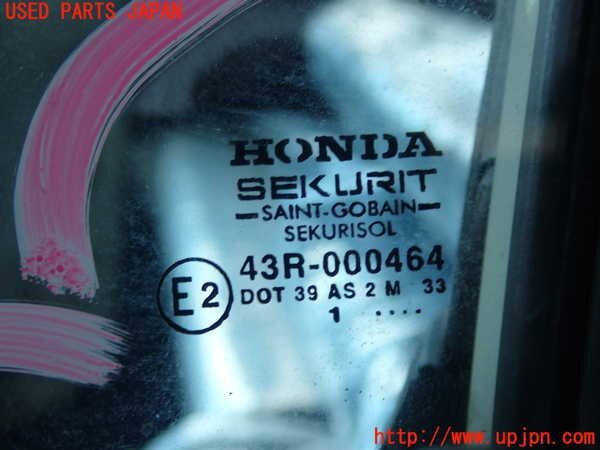 USED PARTS JAPAN
HONDA
SEKURIT
SAINT-GOBAIN
SEKURISOL
E2
43R-000464
DOT 39 AS 2 M 33
1 ....
http://www.upjpn.com/